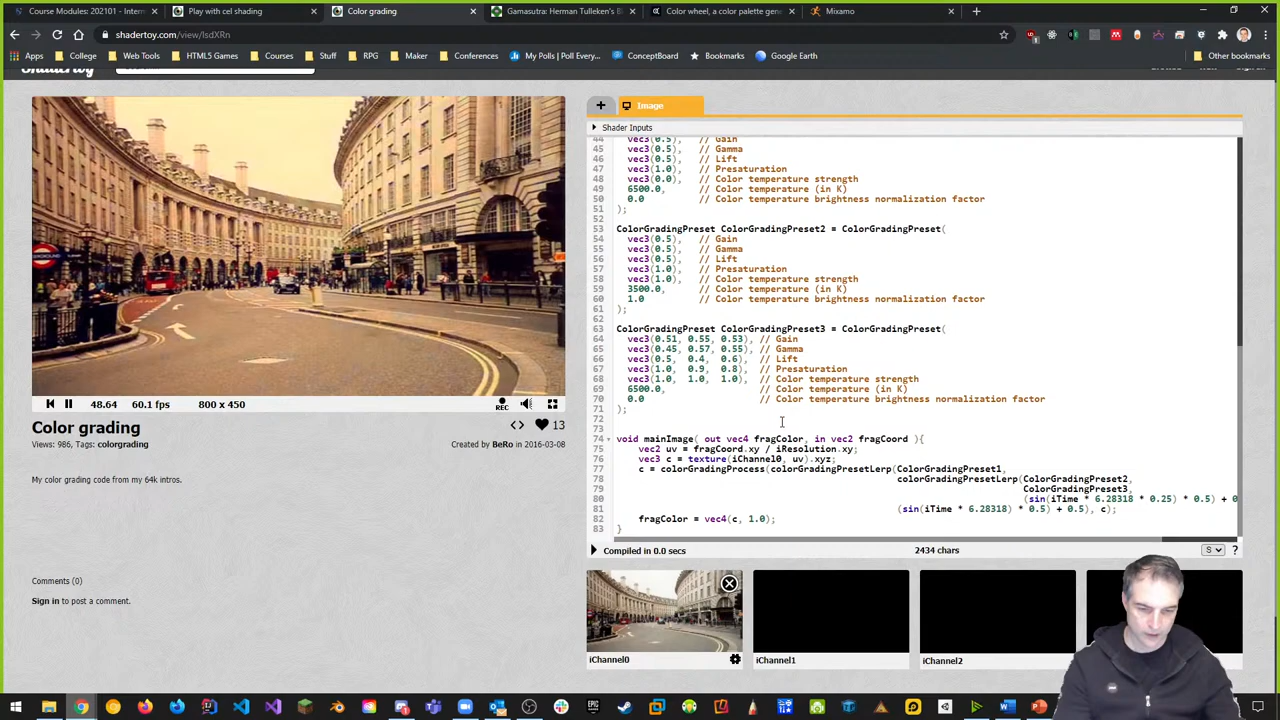 Course Modules: 202101 - Intern
Play with cel shading
Color grading
Gamasutra: Herman Tulleken's B
Color wheel, a color palette gene
Mixamo
shadertoy.com/view/lsdXRn
Apps
College
Web Tools
HTML5 Games
Courses
Stuff
RPG
Maker
Conferences
My Polls | Poll Every...
ConceptBoard
Bookmarks
Google Earth
Other bookmarks
+ Image
Shader Inputs
44 vec3(0.5), // Gain
45 vec3(0.5), // Gamma
46 vec3(0.5), // Lift
47 vec3(1.0), // Presaturation
48 vec3(0.0), // Color temperature strength
49 6500.0, // Color temperature (in K)
50 0.0 // Color temperature brightness normalization factor
51 );
52
53 ColorGradingPreset ColorGradingPreset2 = ColorGradingPreset(
54 vec3(0.5), // Gain
55 vec3(0.5), // Gamma
56 vec3(0.5), // Lift
57 vec3(1.0), // Presaturation
58 vec3(1.0), // Color temperature strength
59 3500.0, // Color temperature (in K)
60 1.0 // Color temperature brightness normalization factor
61 );
62
63 ColorGradingPreset ColorGradingPreset3 = ColorGradingPreset(
64 vec3(0.51, 0.55, 0.53), // Gain
65 vec3(0.45, 0.57, 0.55), // Gamma
66 vec3(0.5, 0.4, 0.6), // Lift
67 vec3(1.0, 0.9, 0.8), // Presaturation
68 vec3(1.0, 1.0, 1.0), // Color temperature strength
69 6500.0, // Color temperature (in K)
70 0.0 // Color temperature brightness normalization factor
71 );
72
73
74 void mainImage( out vec4 fragColor, in vec2 fragCoord ){
75 vec2 uv = fragCoord.xy / iResolution.xy;
76 vec3 c = texture(iChannel0, uv).xyz;
77 c = colorGradingProcess(colorGradingPresetLerp(ColorGradingPreset1,
78 colorGradingPresetLerp(ColorGradingPreset2,
79 ColorGradingPreset3,
80 (sin(iTime * 6.28318 * 0.25) * 0.5) + 0
81 (sin(iTime * 6.28318) * 0.5) + 0.5), c);
82 fragColor = vec4(c, 1.0);
83 }
UNDERGROUND
48.64 60.1 fps 800 x 450
REC
Color grading
13
Views: 986, Tags: colorgrading
Created by BeRo in 2016-03-08
My color grading code from my 64k intros.
Comments (0)
Sign in to post a comment.
Compiled in 0.0 secs
2434 chars
S
?
iChannel0
iChannel1
iChannel2